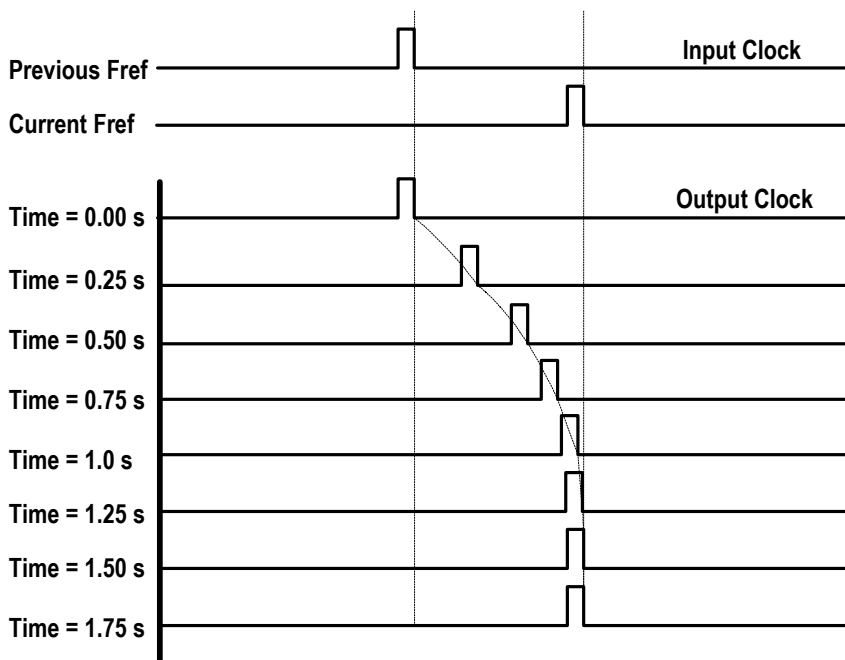 Input Clock
Previous Fref
Current Fref
Output Clock
Time = 0.00 s
Time = 0.25 s
Time = 0.50 s
Time = 0.75 s
Time = 1.0 s
Time = 1.25 s
Time = 1.50 s
Time = 1.75 s